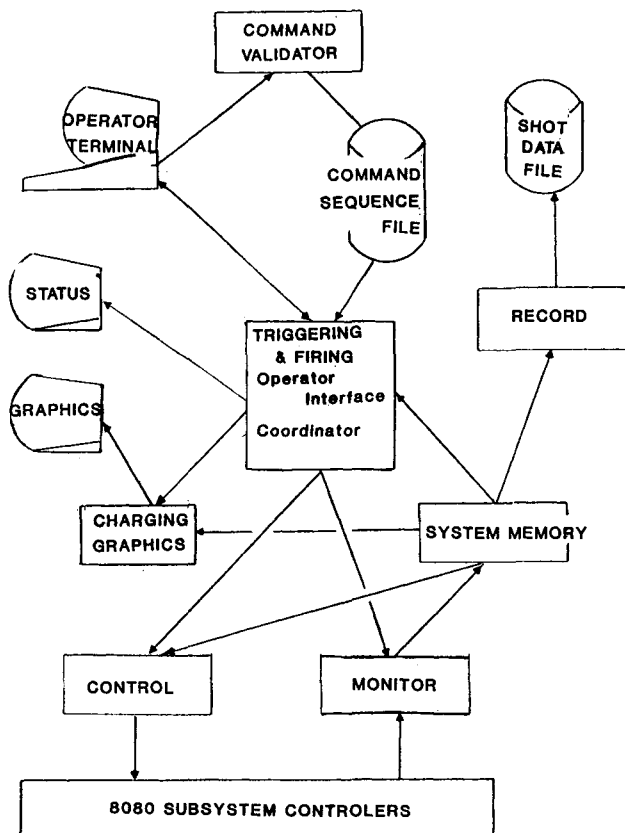 COMMAND
VALIDATOR
OPERATOR
TERMINAL
SHOT
DATA
FILE
COMMAND
SEQUENCE
FILE
STATUS
RECORD
TRIGGERING
& FIRING
Operator
Interface
Coordinator
GRAPHICS
CHARGING
GRAPHICS
SYSTEM MEMORY
CONTROL
MONITOR
8080 SUBSYSTEM CONTROLERS